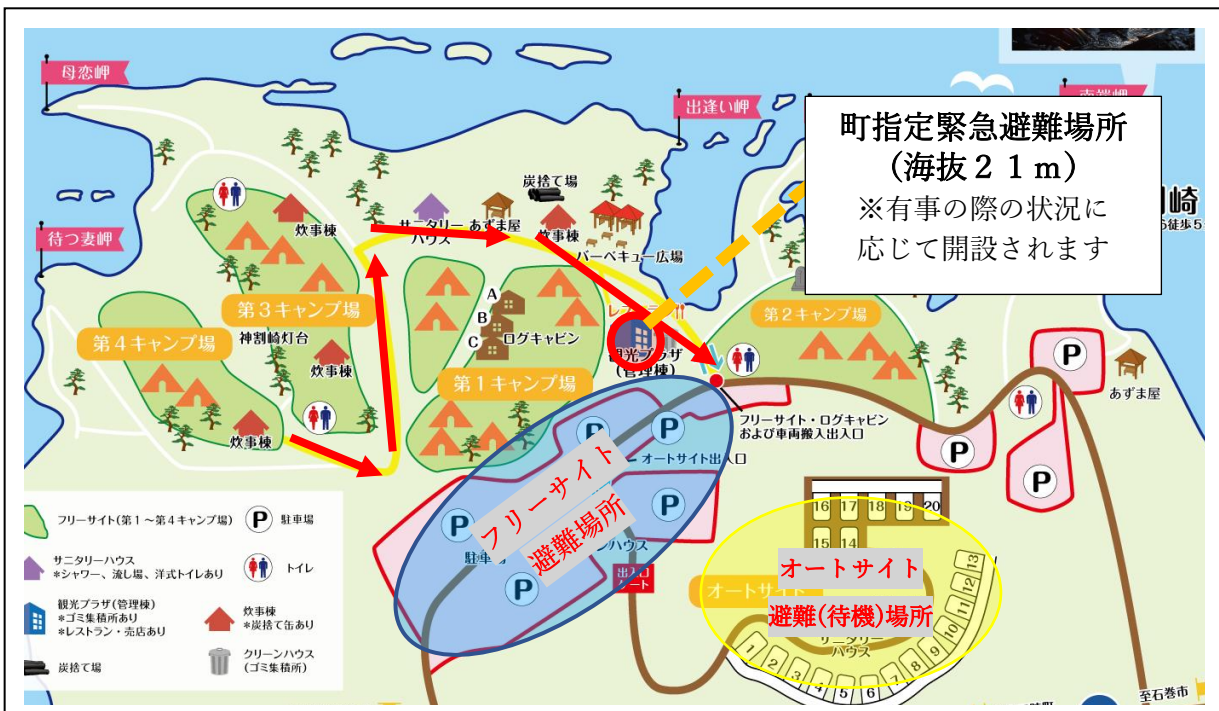 母恋岬
出逢い岬
南端岬
町指定緊急避難場所
(海抜21m)
※有事の際の状況に
応じて開設されます
崎
徒歩5
待つ妻岬
炭捨て場
炊事棟
サニタリー
ハウス
あずま屋
炊事棟
バーベキュー広場
第3キャンプ場
神割崎灯台
第4キャンプ場
炊事棟
炊事棟
A
B
C
ログキャビン
第1キャンプ場
レス
観光プラザ
(管理棟)
第2キャンプ場
P
あずま屋
フリーサイト・ログキャビン
および車両搬入出入口
P
P
P
P
オートサイト出入口
フリーサイト
避難場所
P
P
駐車場
ンハウス
P
出入口
ゲート
16 17 18 19 20
15 14
オートサイト
オートサイト
避難(待機)場所
サニタリー
ハウス
1 2 3 4 5 6 7 8 9 10 11 12 13
フリーサイト(第1～第4キャンプ場)
P 駐車場
サニタリーハウス
*シャワー、流し場、洋式トイレあり
トイレ
観光プラザ(管理棟)
*ゴミ集積所あり
*レストラン・売店あり
炊事棟
*炭捨て缶あり
炭捨て場
クリーンハウス
(ゴミ集積所)
至石巻市